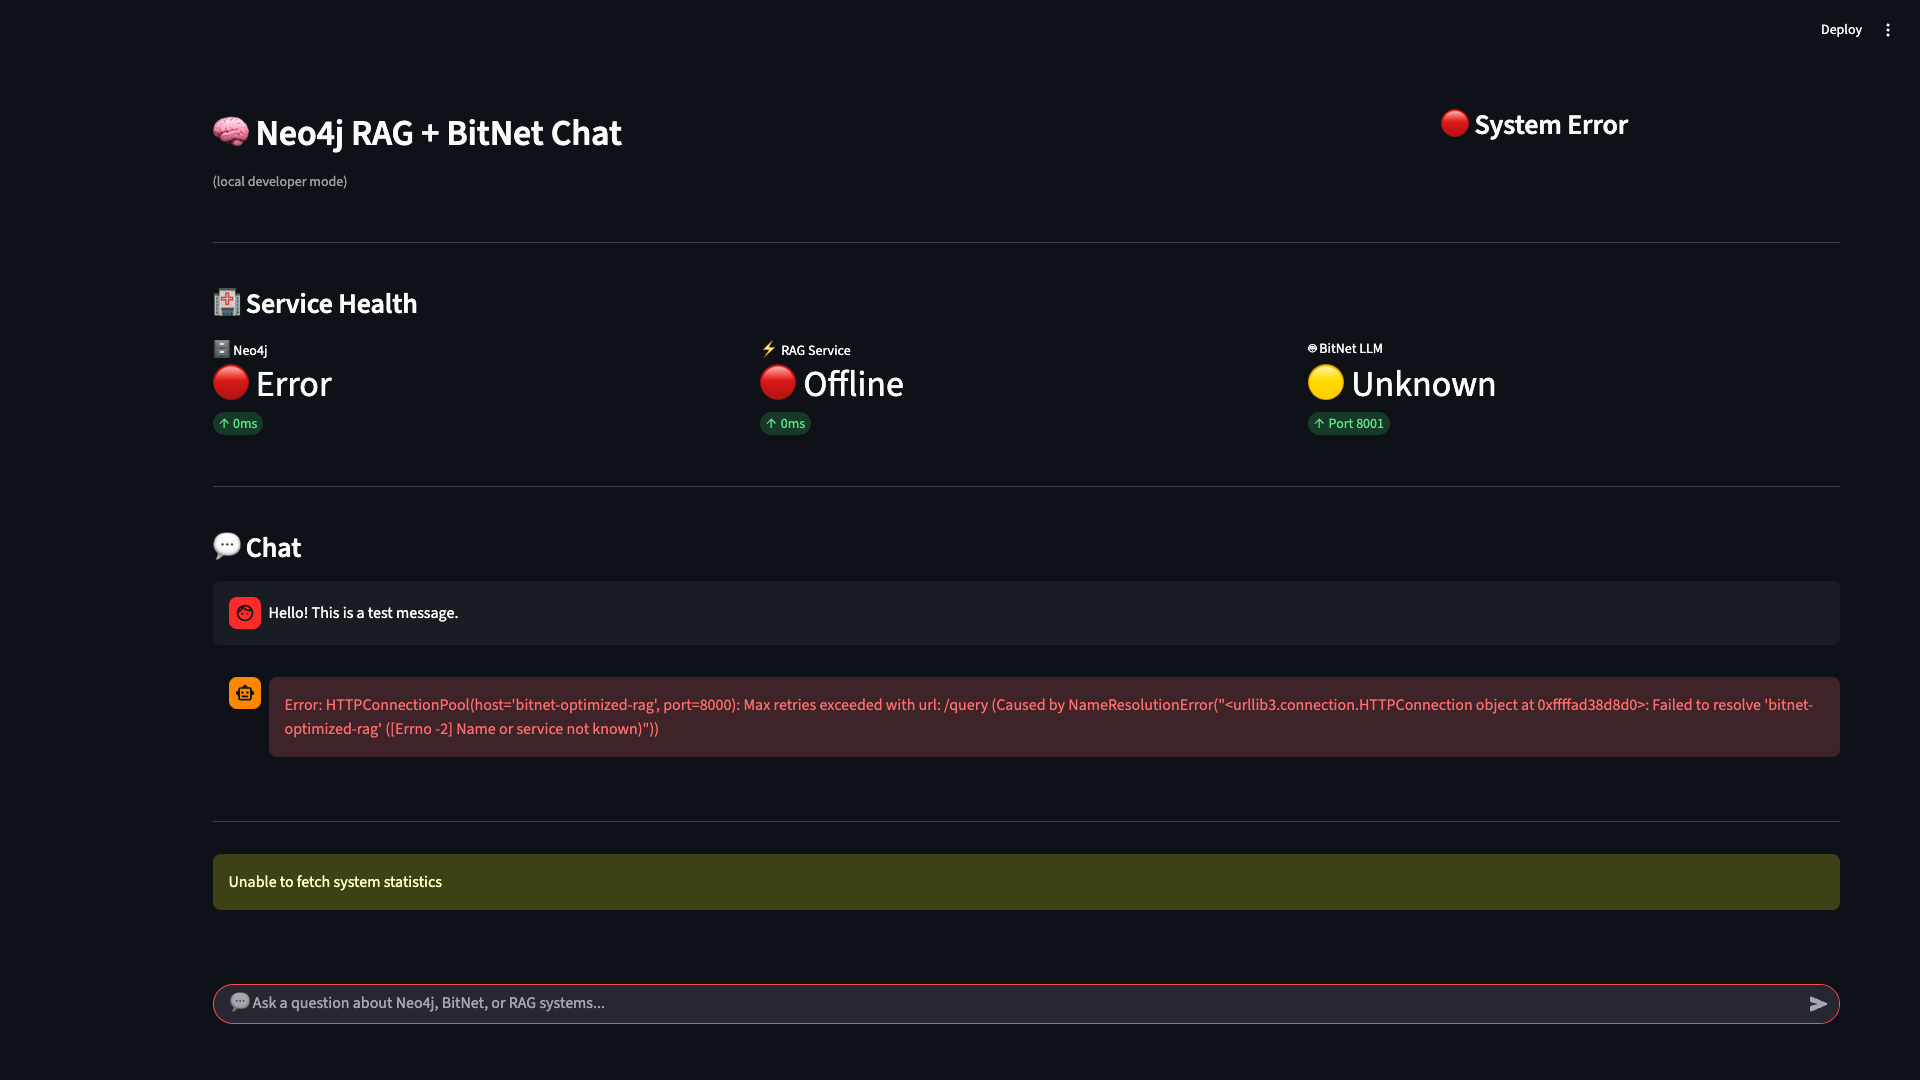 Deploy
🧠 Neo4j RAG + BitNet Chat
🔴 System Error
(local developer mode)
🏥 Service Health
🗄️ Neo4j
🔴 Error
↑ 0ms
⚡ RAG Service
🔴 Offline
↑ 0ms
BitNet LLM
🟡 Unknown
↑ Port 8001
💬 Chat
Hello! This is a test message.
Error: HTTPConnectionPool(host='bitnet-optimized-rag', port=8000): Max retries exceeded with url: /query (Caused by NameResolutionError("<urllib3.connection.HTTPConnection object at 0xffffad38d8d0>: Failed to resolve 'bitnet-
optimized-rag' ([Errno -2] Name or service not known)"))
Unable to fetch system statistics
💬 Ask a question about Neo4j, BitNet, or RAG systems...